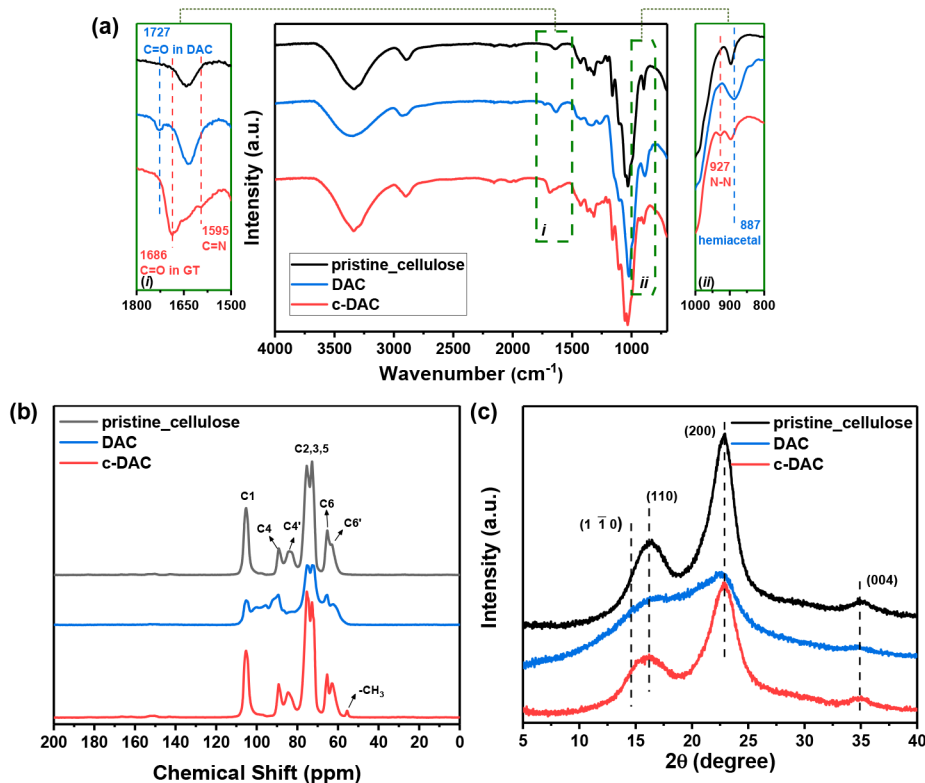 (a)
1727
C=O in DAC
1595
C=N
1686
C=O in GT
(i)
1800 1650 1500
Intensity (a.u.)
pristine_cellulose
DAC
c-DAC
i
ii
4000 3500 3000 2500 2000 1500 1000
Wavenumber (cm⁻¹)
927
N-N
887
hemiacetal
(ii)
1000 900 800
(b)
pristine_cellulose
DAC
c-DAC
C1
C2,3,5
C4
C4'
C6
C6'
-CH₃
200 180 160 140 120 100 80 60 40 20 0
Chemical Shift (ppm)
(c)
pristine_cellulose
DAC
c-DAC
(1 1̄ 0)
(110)
(200)
(004)
Intensity (a.u.)
5 10 15 20 25 30 35 40
2θ (degree)